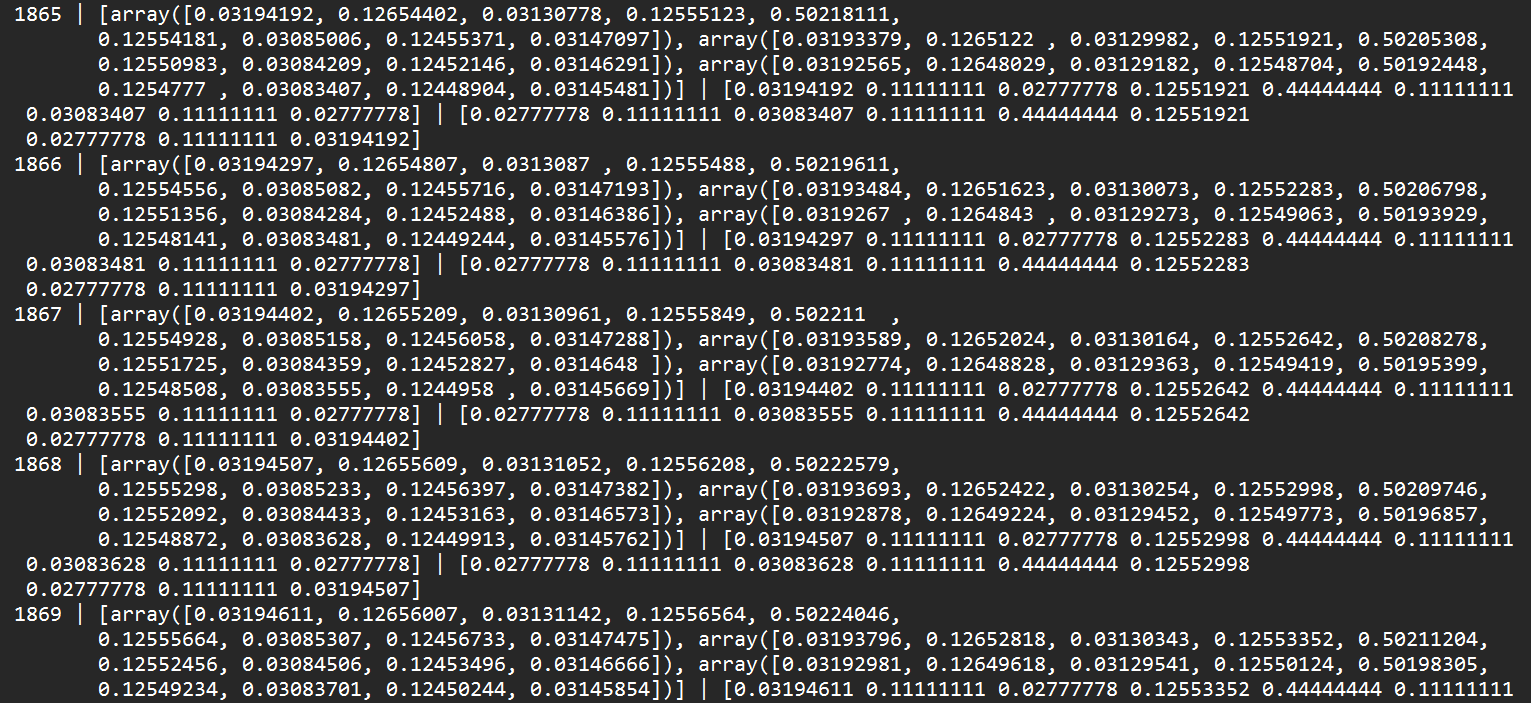 1865 | [array([0.03194192, 0.12654402, 0.03130778, 0.12555123, 0.50218111,
       0.12554181, 0.03085006, 0.12455371, 0.03147097]), array([0.03193379, 0.1265122 , 0.03129982, 0.12551921, 0.50205308,
       0.12550983, 0.03084209, 0.12452146, 0.03146291]), array([0.03192565, 0.12648029, 0.03129182, 0.12548704, 0.50192448,
       0.1254777 , 0.03083407, 0.12448904, 0.03145481])] | [0.03194192 0.11111111 0.02777778 0.12551921 0.44444444 0.11111111
 0.03083407 0.11111111 0.02777778] | [0.02777778 0.11111111 0.03083407 0.11111111 0.44444444 0.12551921
 0.02777778 0.11111111 0.03194192]
1866 | [array([0.03194297, 0.12654807, 0.0313087 , 0.12555488, 0.50219611,
       0.12554556, 0.03085082, 0.12455716, 0.03147193]), array([0.03193484, 0.12651623, 0.03130073, 0.12552283, 0.50206798,
       0.12551356, 0.03084284, 0.12452488, 0.03146386]), array([0.0319267 , 0.1264843 , 0.03129273, 0.12549063, 0.50193929,
       0.12548141, 0.03083481, 0.12449244, 0.03145576])] | [0.03194297 0.11111111 0.02777778 0.12552283 0.44444444 0.11111111
 0.03083481 0.11111111 0.02777778] | [0.02777778 0.11111111 0.03083481 0.11111111 0.44444444 0.12552283
 0.02777778 0.11111111 0.03194297]
1867 | [array([0.03194402, 0.12655209, 0.03130961, 0.12555849, 0.502211  ,
       0.12554928, 0.03085158, 0.12456058, 0.03147288]), array([0.03193589, 0.12652024, 0.03130164, 0.12552642, 0.50208278,
       0.12551725, 0.03084359, 0.12452827, 0.0314648 ]), array([0.03192774, 0.12648828, 0.03129363, 0.12549419, 0.50195399,
       0.12548508, 0.03083555, 0.1244958 , 0.03145669])] | [0.03194402 0.11111111 0.02777778 0.12552642 0.44444444 0.11111111
 0.03083555 0.11111111 0.02777778] | [0.02777778 0.11111111 0.03083555 0.11111111 0.44444444 0.12552642
 0.02777778 0.11111111 0.03194402]
1868 | [array([0.03194507, 0.12655609, 0.03131052, 0.12556208, 0.50222579,
       0.12555298, 0.03085233, 0.12456397, 0.03147382]), array([0.03193693, 0.12652422, 0.03130254, 0.12552998, 0.50209746,
       0.12552092, 0.03084433, 0.12453163, 0.03146573]), array([0.03192878, 0.12649224, 0.03129452, 0.12549773, 0.50196857,
       0.12548872, 0.03083628, 0.12449913, 0.03145762])] | [0.03194507 0.11111111 0.02777778 0.12552998 0.44444444 0.11111111
 0.03083628 0.11111111 0.02777778] | [0.02777778 0.11111111 0.03083628 0.11111111 0.44444444 0.12552998
 0.02777778 0.11111111 0.03194507]
1869 | [array([0.03194611, 0.12656007, 0.03131142, 0.12556564, 0.50224046,
       0.12555664, 0.03085307, 0.12456733, 0.03147475]), array([0.03193796, 0.12652818, 0.03130343, 0.12553352, 0.50211204,
       0.12552456, 0.03084506, 0.12453496, 0.03146666]), array([0.03192981, 0.12649618, 0.03129541, 0.12550124, 0.50198305,
       0.12549234, 0.03083701, 0.12450244, 0.03145854])] | [0.03194611 0.11111111 0.02777778 0.12553352 0.44444444 0.11111111